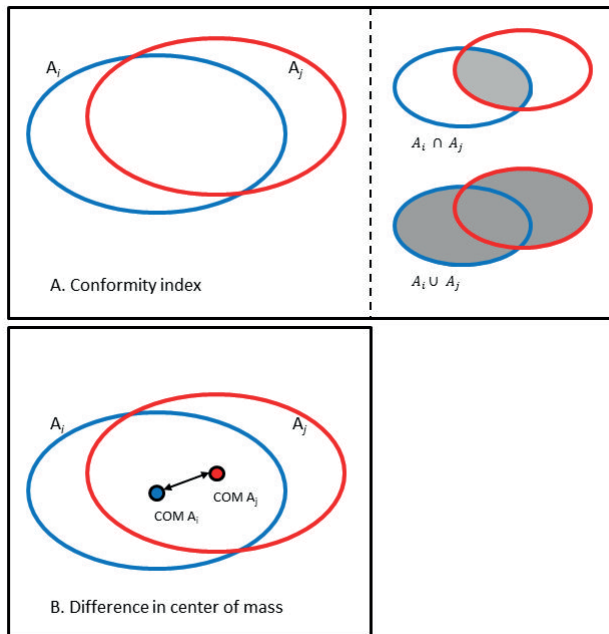 A𝑖
A𝑗
A. Conformity index
𝐴𝑖 ∩ 𝐴𝑗
𝐴𝑖 ∪ 𝐴𝑗
A𝑖
A𝑗
COM Aᵢ
COM Aⱼ
B. Difference in center of mass